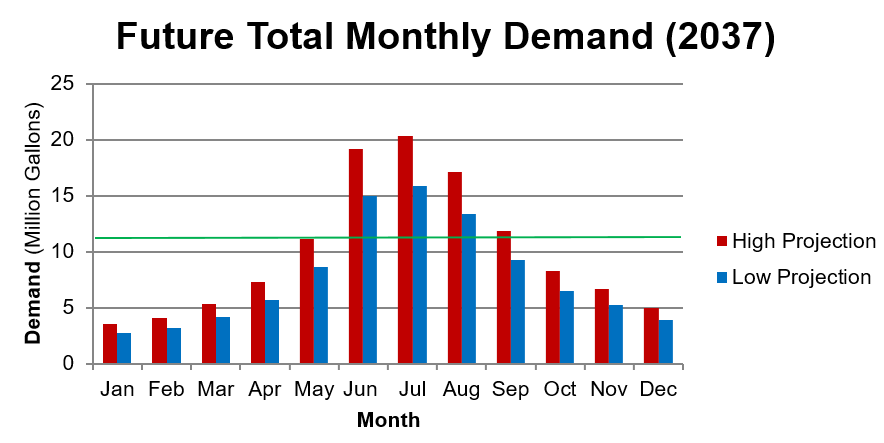 Future Total Monthly Demand (2037)
25
20
15
10
5
0
Demand (Million Gallons)
Jan Feb Mar Apr May Jun Jul Aug Sep Oct Nov Dec
Month
High Projection
Low Projection